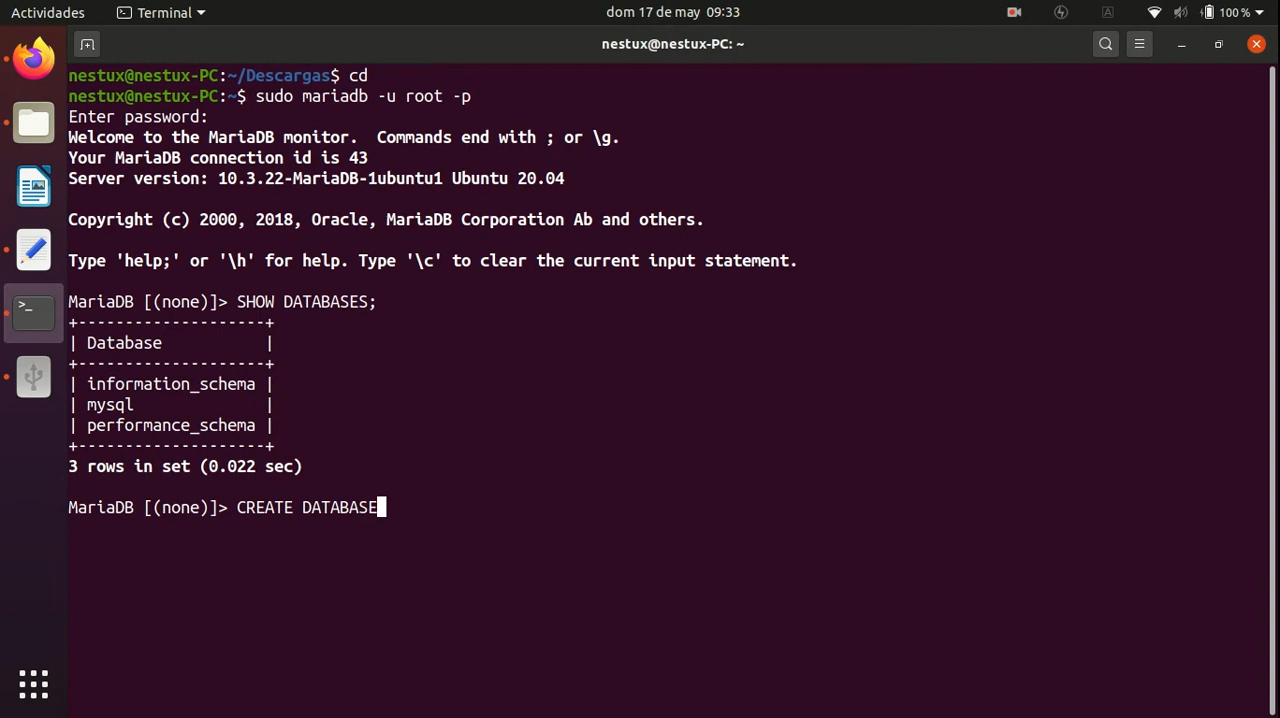 Actividades Terminal dom 17 de may 09:33 A 100 %
nestux@nestux-PC: ~
nestux@nestux-PC:~/Descargas$ cd
nestux@nestux-PC:~$ sudo mariadb -u root -p
Enter password:
Welcome to the MariaDB monitor.  Commands end with ; or \g.
Your MariaDB connection id is 43
Server version: 10.3.22-MariaDB-1ubuntu1 Ubuntu 20.04

Copyright (c) 2000, 2018, Oracle, MariaDB Corporation Ab and others.

Type 'help;' or '\h' for help. Type '\c' to clear the current input statement.

MariaDB [(none)]> SHOW DATABASES;
+--------------------+
| Database           |
+--------------------+
| information_schema |
| mysql              |
| performance_schema |
+--------------------+
3 rows in set (0.022 sec)

MariaDB [(none)]> CREATE DATABASE